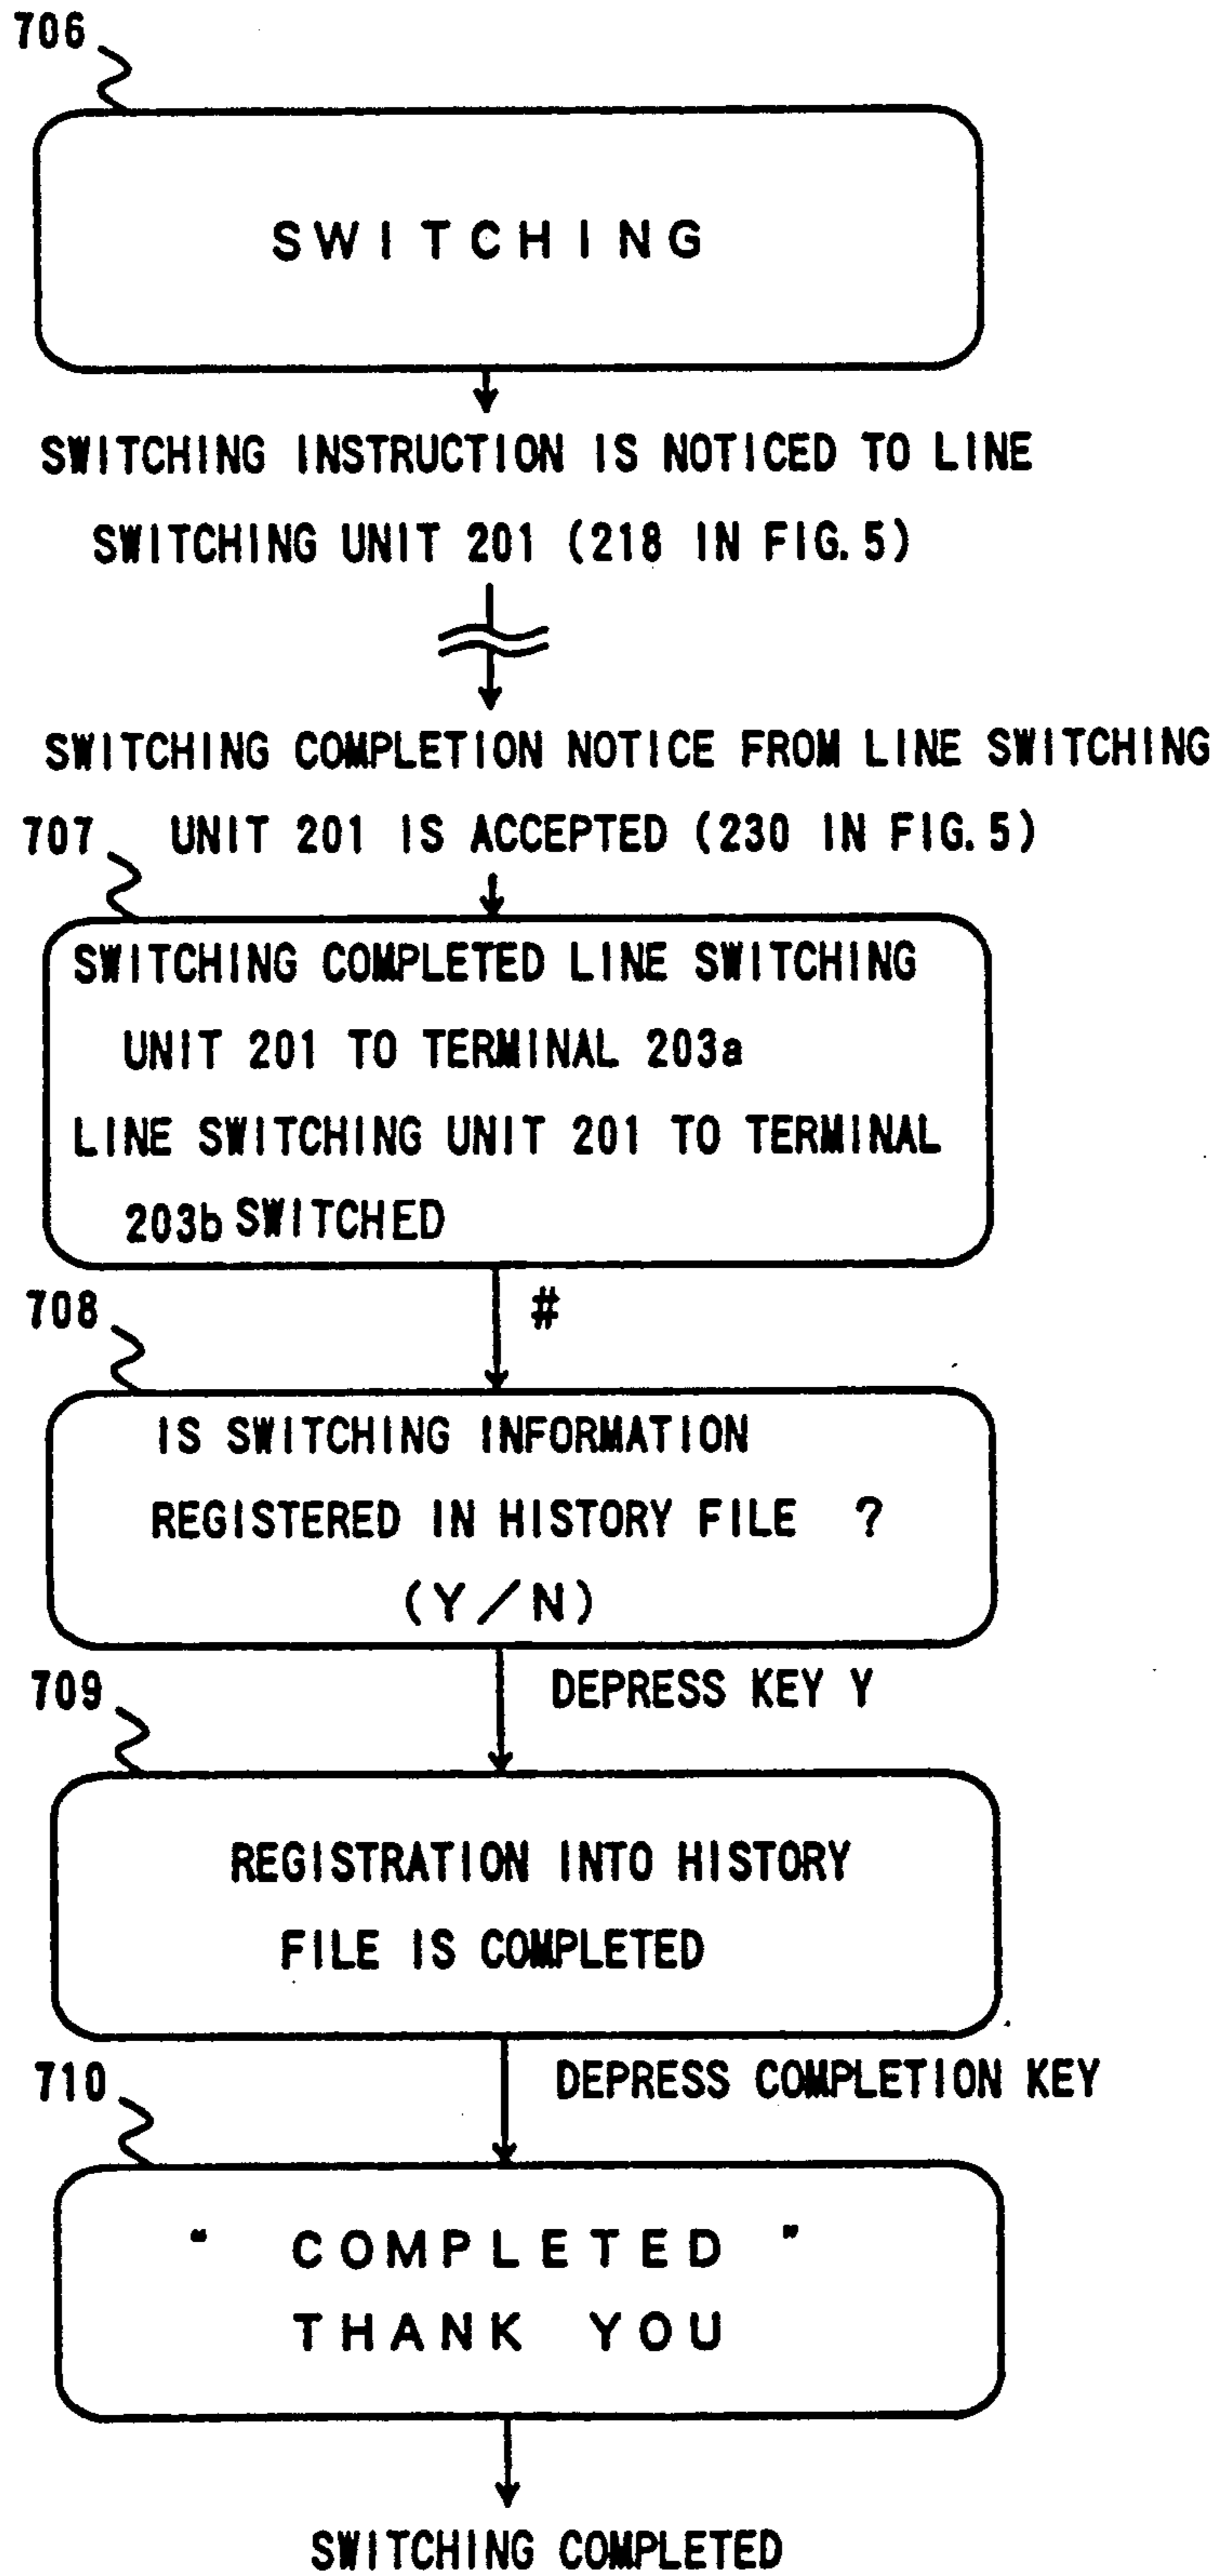 706
SWITCHING
SWITCHING INSTRUCTION IS NOTICED TO LINE
SWITCHING UNIT 201 (218 IN FIG. 5)
SWITCHING COMPLETION NOTICE FROM LINE SWITCHING
707 UNIT 201 IS ACCEPTED (230 IN FIG. 5)
SWITCHING COMPLETED LINE SWITCHING
UNIT 201 TO TERMINAL 203a
LINE SWITCHING UNIT 201 TO TERMINAL
203b SWITCHED
708 #
IS SWITCHING INFORMATION
REGISTERED IN HISTORY FILE ?
(Y/N)
709 DEPRESS KEY Y
REGISTRATION INTO HISTORY
FILE IS COMPLETED
710 DEPRESS COMPLETION KEY
" COMPLETED "
THANK YOU
SWITCHING COMPLETED